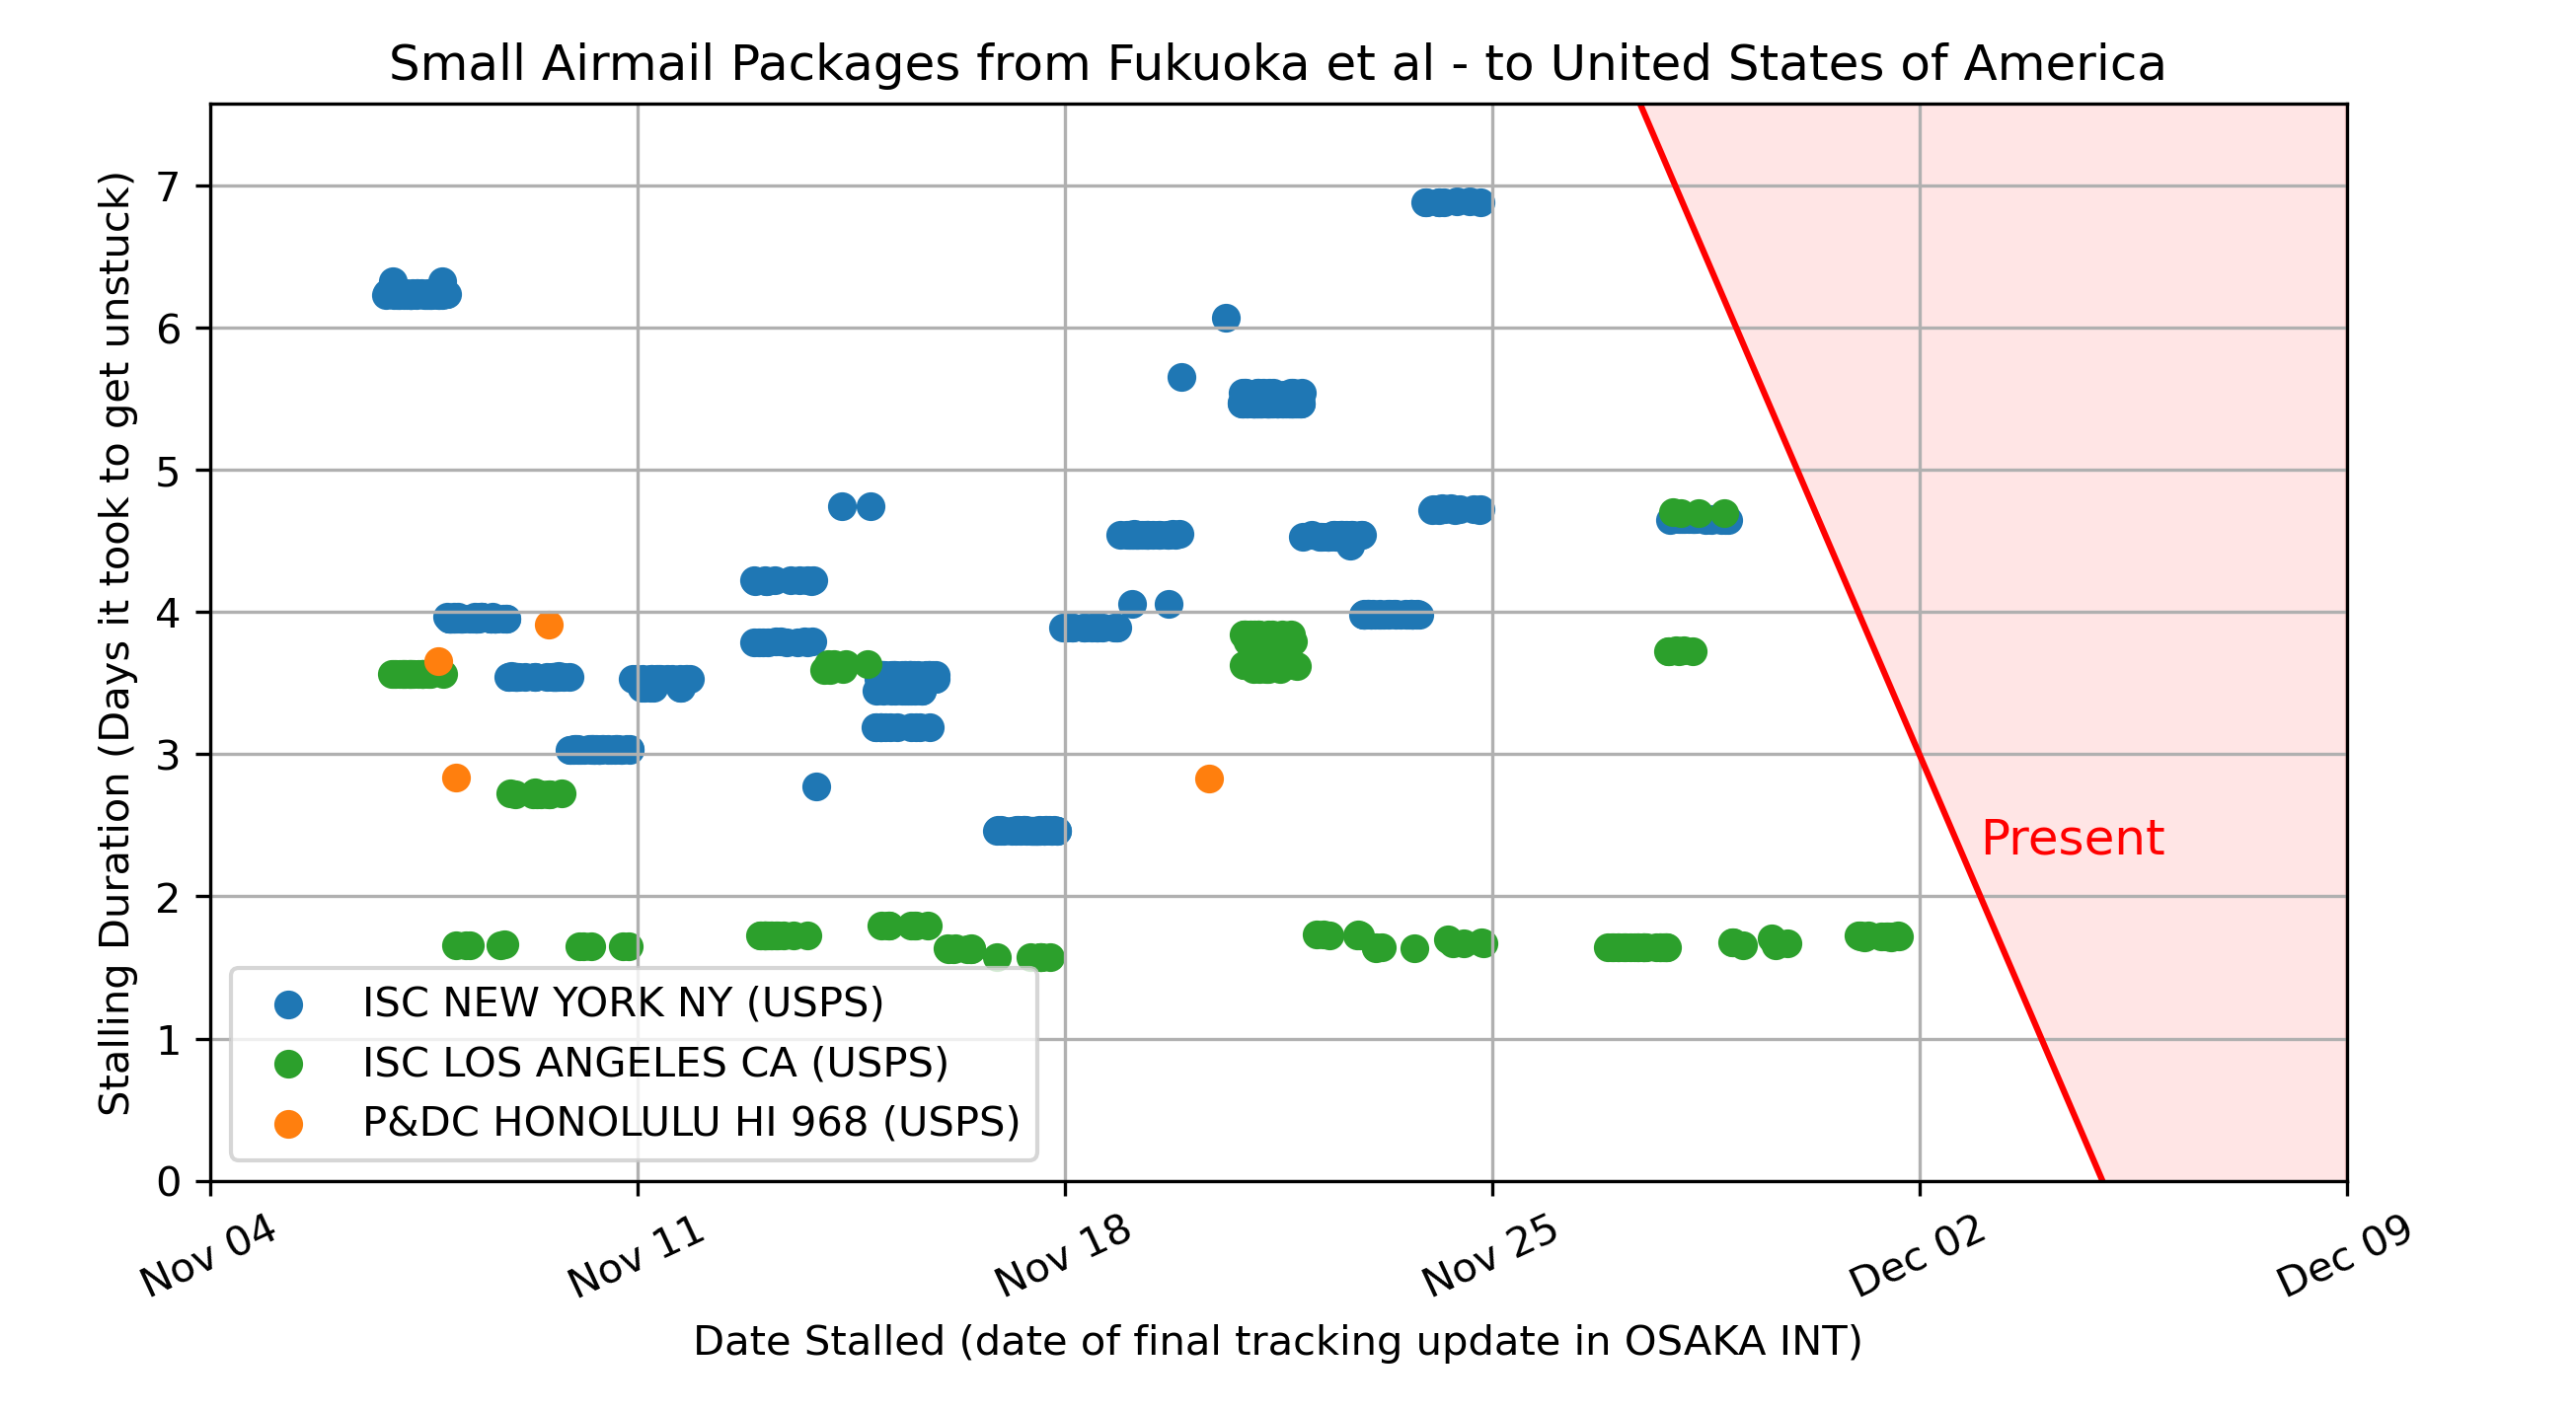 Small Airmail Packages from Fukuoka et al - to United States of America
Stalling Duration (Days it took to get unstuck)
7
6
5
4
3
2
1
0
Present
ISC NEW YORK NY (USPS)
ISC LOS ANGELES CA (USPS)
P&DC HONOLULU HI 968 (USPS)
Nov 04
Nov 11
Nov 18
Nov 25
Dec 02
Dec 09
Date Stalled (date of final tracking update in OSAKA INT)